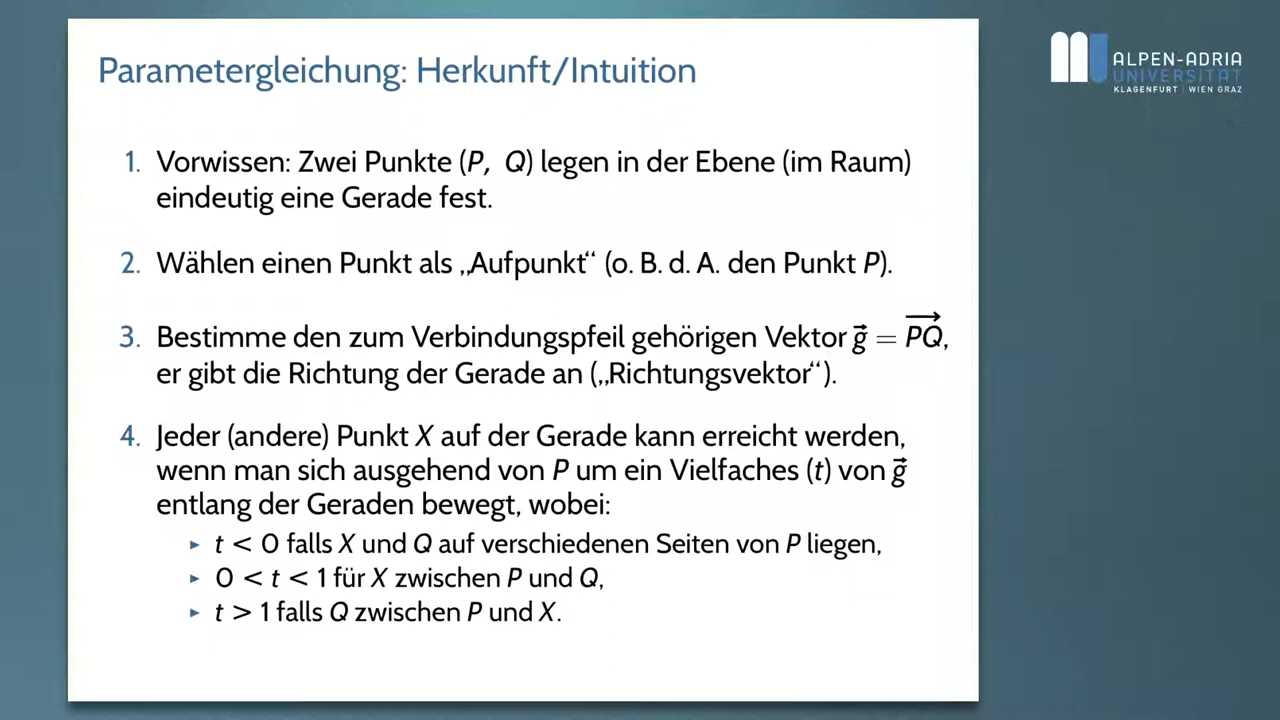 Parametergleichung: Herkunft/Intuition
ALPEN-ADRIA
UNIVERSITÄT
KLAGENFURT | WIEN GRAZ
1. Vorwissen: Zwei Punkte (P, Q) legen in der Ebene (im Raum)
eindeutig eine Gerade fest.
2. Wählen einen Punkt als „Aufpunkt“ (o. B. d. A. den Punkt P).
3. Bestimme den zum Verbindungspfeil gehörigen Vektor g⃗ = P⃗Q⃗,
er gibt die Richtung der Gerade an („Richtungsvektor“).
4. Jeder (andere) Punkt X auf der Gerade kann erreicht werden,
wenn man sich ausgehend von P um ein Vielfaches (t) von g⃗
entlang der Geraden bewegt, wobei:
▸ t < 0 falls X und Q auf verschiedenen Seiten von P liegen,
▸ 0 < t < 1 für X zwischen P und Q,
▸ t > 1 falls Q zwischen P und X.